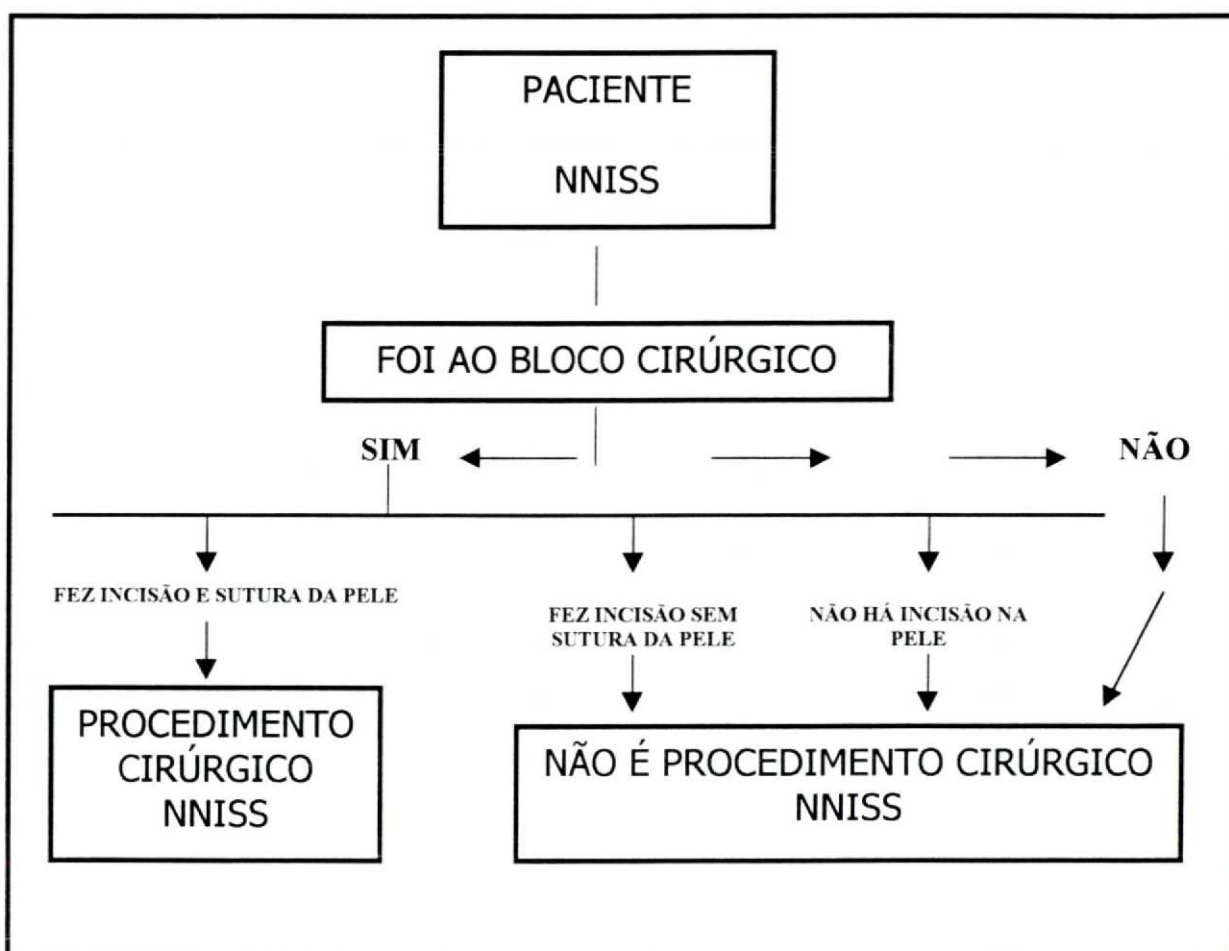 PACIENTE
NNISS
FOI AO BLOCO CIRÚRGICO
SIM
NÃO
FEZ INCISÃO E SUTURA DA PELE
FEZ INCISÃO SEM
SUTURA DA PELE
NÃO HÁ INCISÃO NA
PELE
PROCEDIMENTO
CIRÚRGICO
NNISS
NÃO É PROCEDIMENTO CIRÚRGICO
NNISS